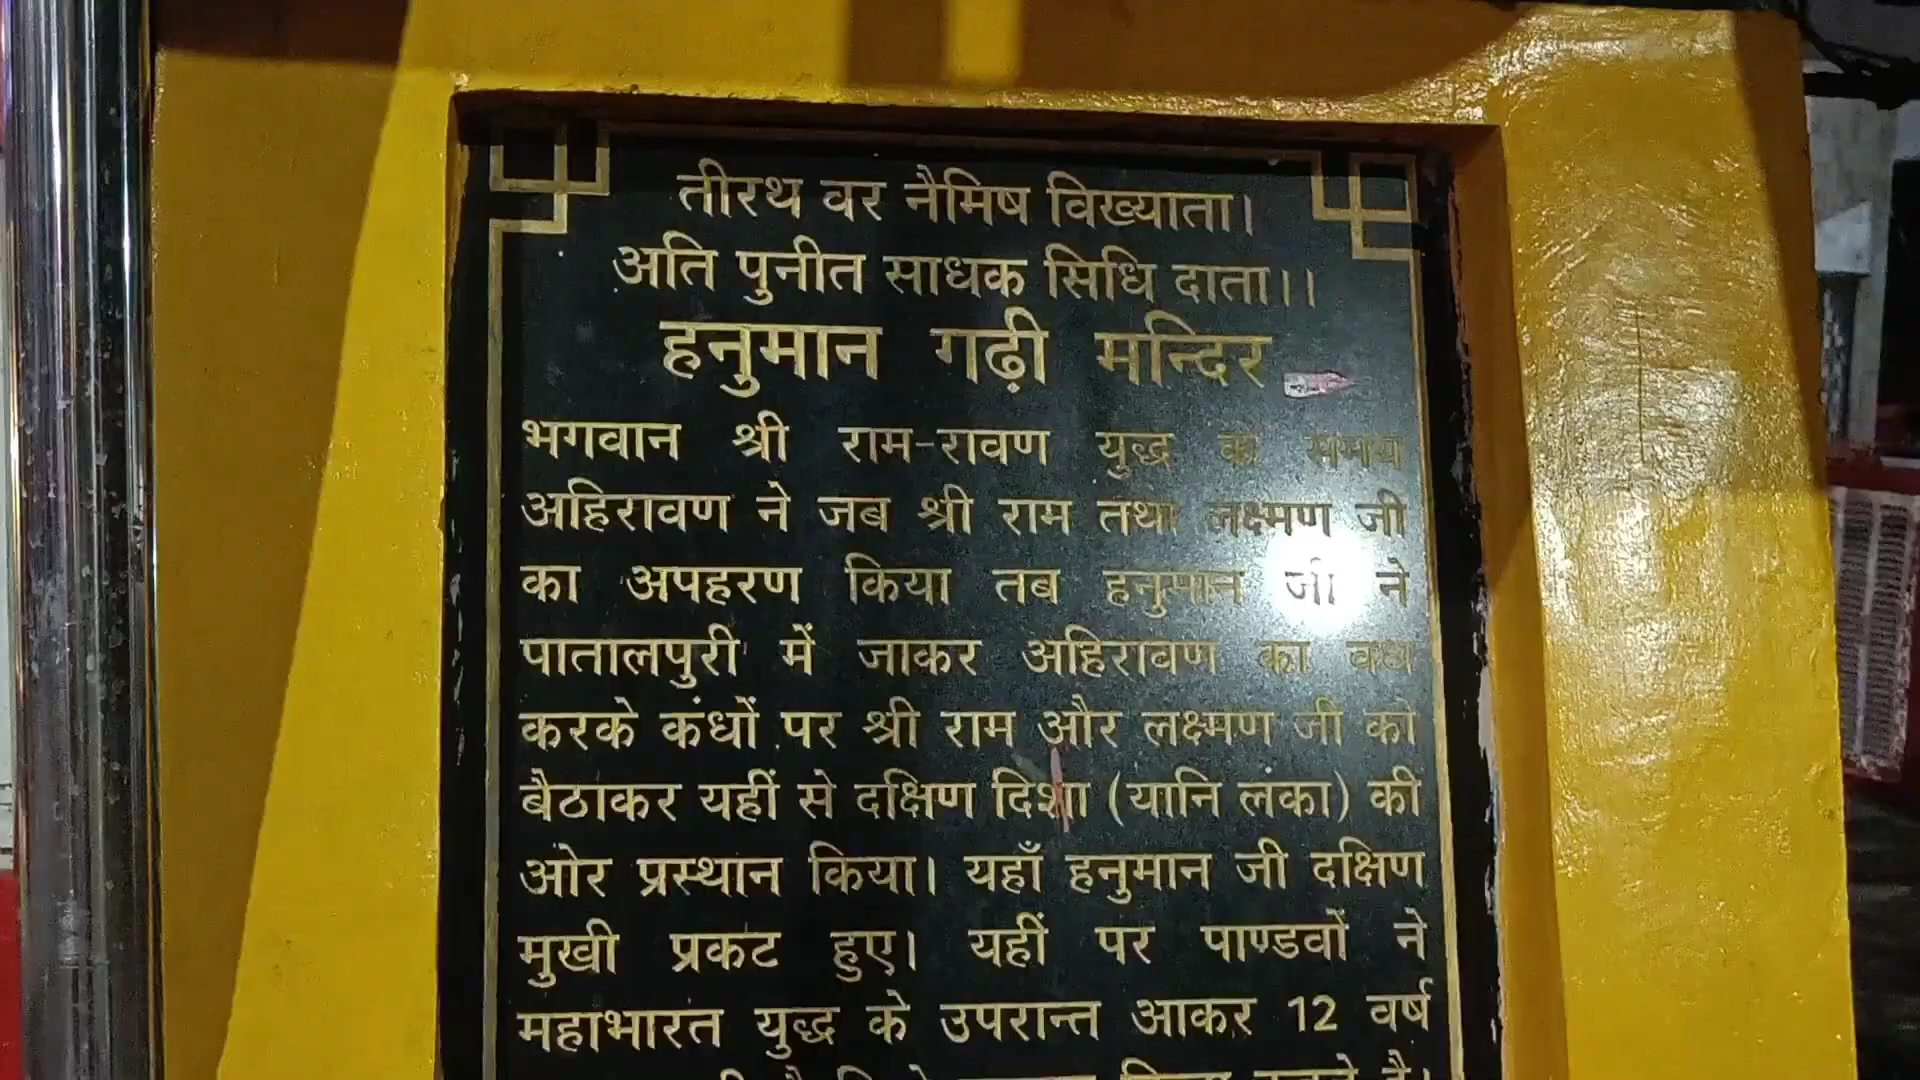 तीरथ वर नैमिष विख्याता।
अति पुनीत साधक सिधि दाता।।
हनुमान गढ़ी मन्दिर
भगवान श्री राम-रावण युद्ध के समय
अहिरावण ने जब श्री राम तथा लक्ष्मण जी
का अपहरण किया तब हनुमान जी ने
पातालपुरी में जाकर अहिरावण का वध
करके कंधों पर श्री राम और लक्ष्मण जी को
बैठाकर यहीं से दक्षिण दिशा (यानि लका) की
ओर प्रस्थान किया। यहाँ हनुमान जी दक्षिण
मुखी प्रकट हुए। यहीं पर पाण्डवों ने
महाभारत युद्ध के उपरान्त आकर 12 वर्ष